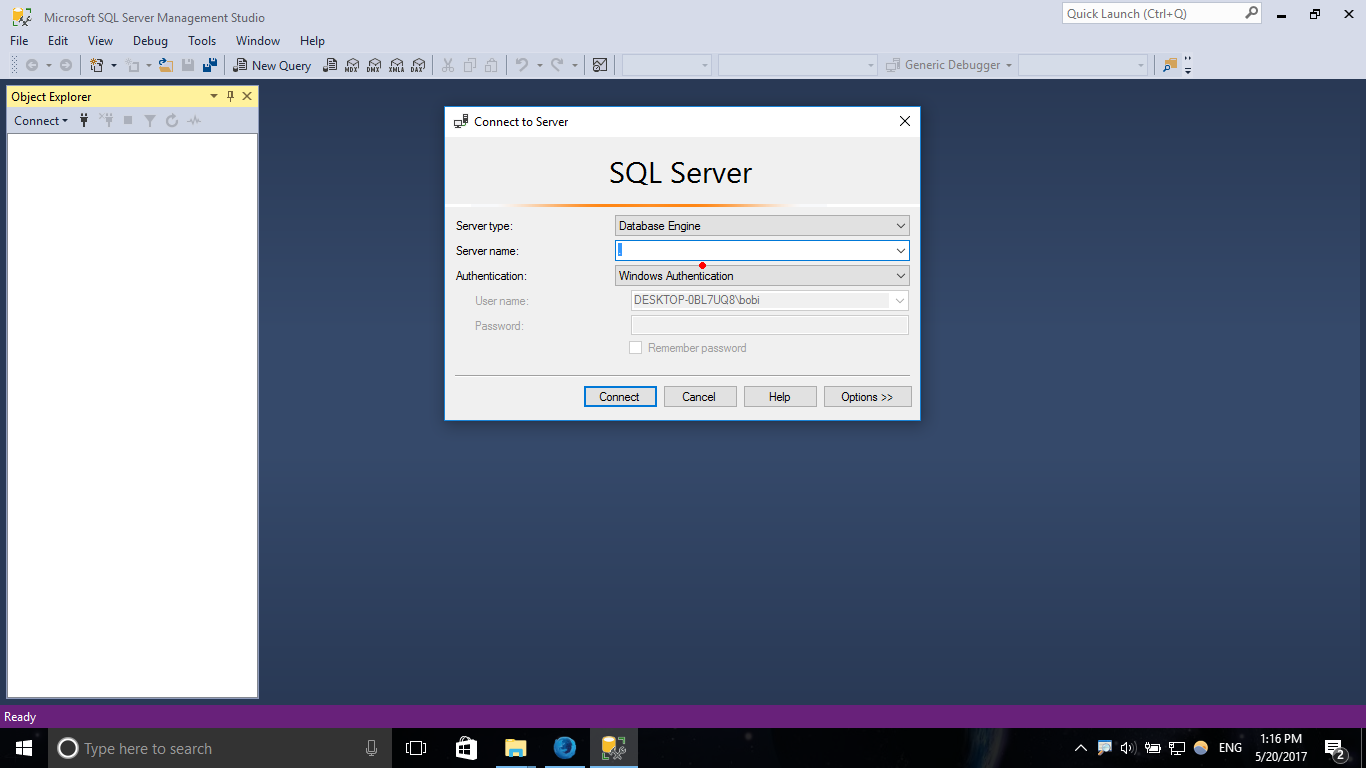 Microsoft SQL Server Management Studio
Quick Launch (Ctrl+Q)
File Edit View Debug Tools Window Help
New Query MDX DMX XMLA DAX Generic Debugger
Object Explorer
Connect
Connect to Server
SQL Server
Server type: Database Engine
Server name: .
Authentication: Windows Authentication
User name: DESKTOP-0BL7UQ8\bobi
Password:
Remember password
Connect Cancel Help Options >>
Ready
Type here to search
ENG
1:16 PM
5/20/2017
2